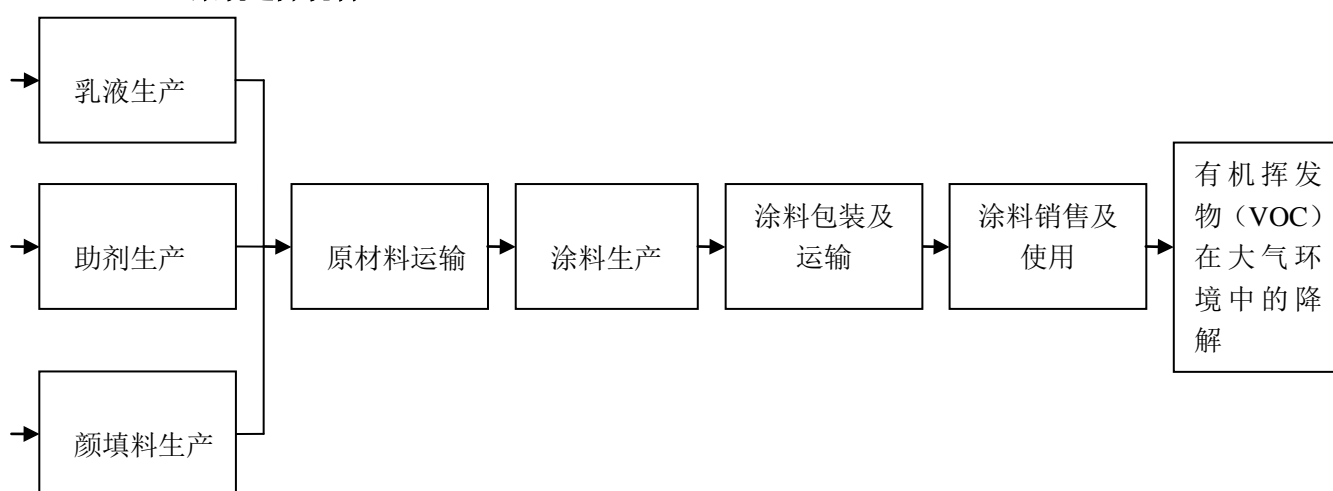 乳液生产
助剂生产
颜填料生产
原材料运输
涂料生产
涂料包装及
运输
涂料销售及
使用
有机挥发
物（VOC）
在大气环
境中的降
解